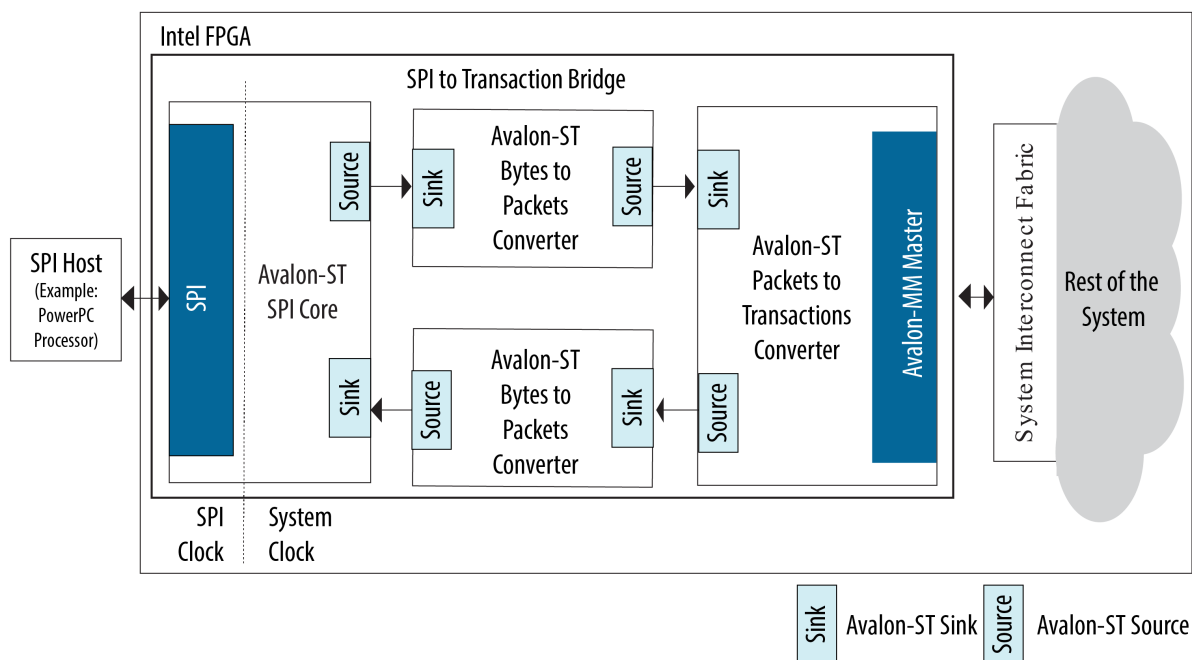 Intel FPGA
SPI to Transaction Bridge
SPI Host
(Example:
PowerPC
Processor)
SPI
Avalon-ST
SPI Core
Source
Sink
Sink
Avalon-ST
Bytes to
Packets
Converter
Source
Source
Avalon-ST
Bytes to
Packets
Converter
Sink
Sink
Source
Avalon-ST
Packets to
Transactions
Converter
Avalon-MM Master
System Interconnect Fabric
Rest of the
System
SPI
Clock
System
Clock
Sink
Avalon-ST Sink
Source
Avalon-ST Source